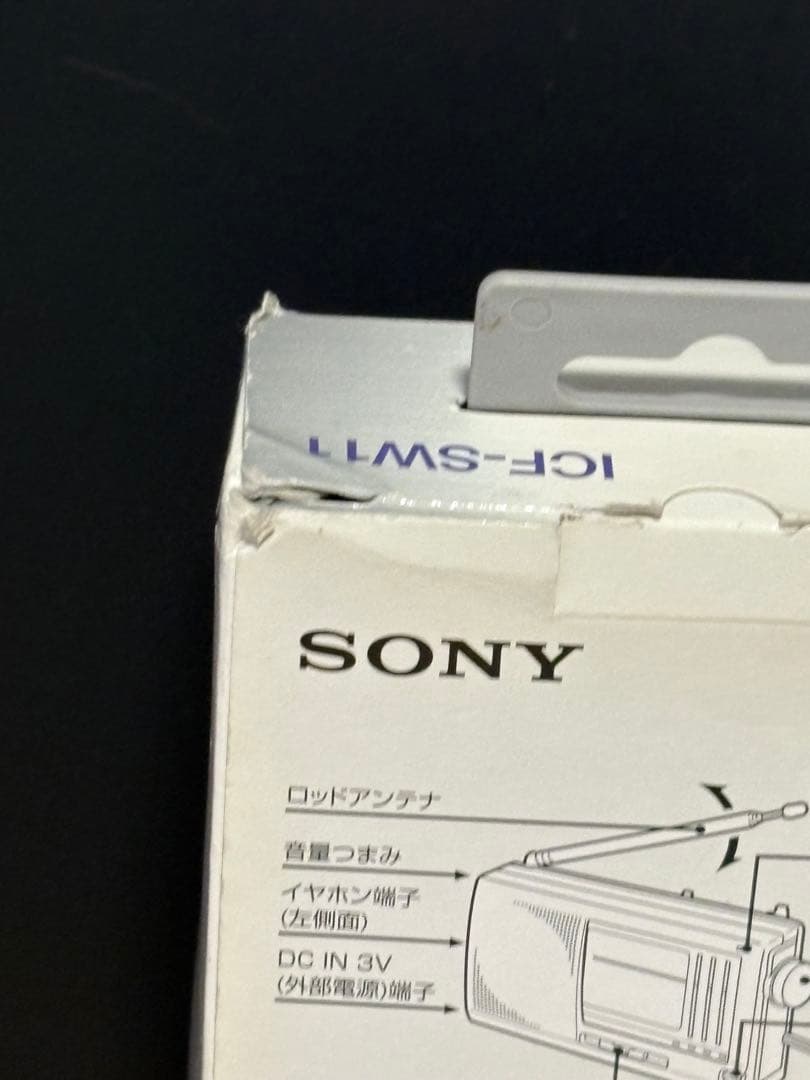 ICF-SW11
SONY
ロッドアンテナ
音量つまみ
イヤホン端子
(左側面)
DC IN 3V
(外部電源)端子